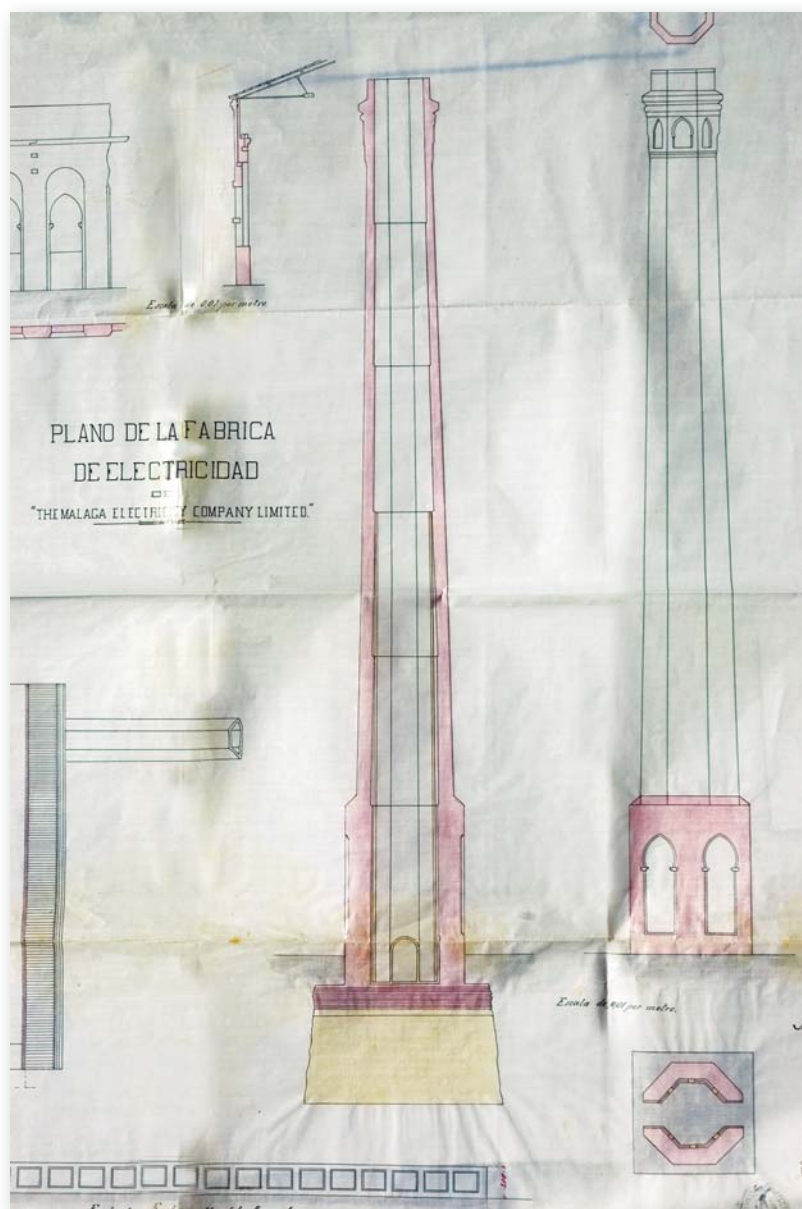 Escala de 0,02 por metro
PLANO DE LA FABRICA
DE ELECTRICIDAD
DE
"THE MALAGA ELECTRICITY COMPANY LIMITED."
Escala de 0,01 por metro.